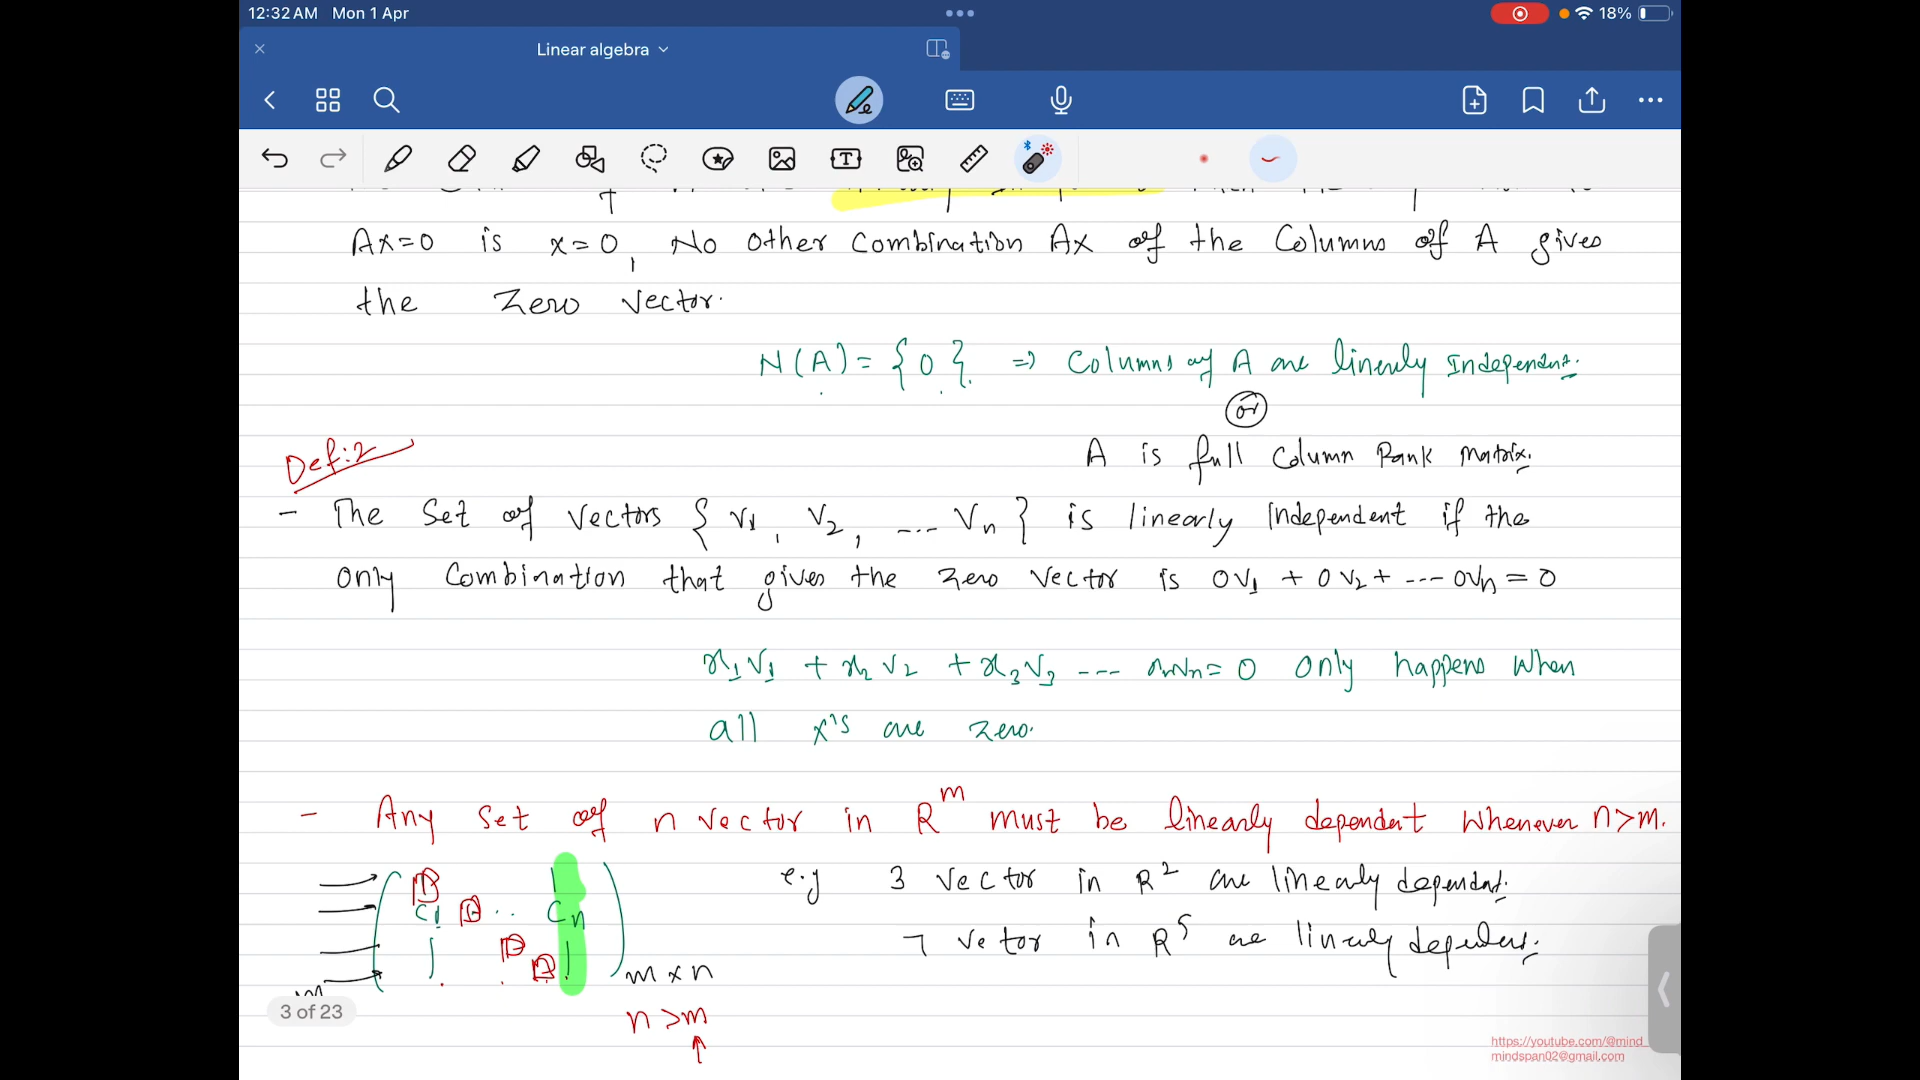 12:32 AM Mon 1 Apr
18%
Linear algebra
Ax=0 is x=0, No other combination Ax of the Columns of A gives
the Zero vector.
N(A) = {0} => Columns of A are linearly Independent.
or
A is full Column Rank Matrix.
Def:2
- The Set of vectors { v1, v2, .... vn } is linearly Independent if the
only Combination that gives the zero vector is 0v1 + 0v2 + --- 0vn = 0
x1v1 + x2v2 + x3v3 --- xnvn = 0 only happens when
all x's are zero.
- Any Set of n vector in R^m must be linearly dependent whenever n>m.
e.g 3 vector in R^2 are linearly dependent.
7 vetor in R^5 are linearly dependent.
c1 .. cn
m x n
m
n > m
3 of 23
https://youtube.com/@mind_
mindspan02@gmail.com